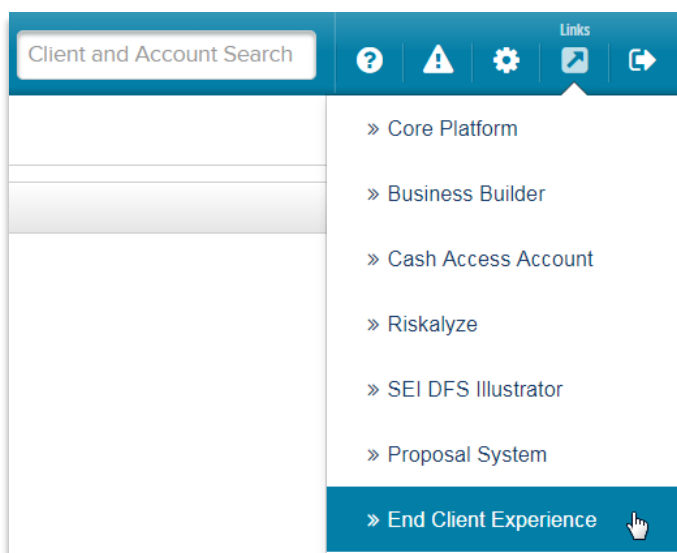 Links
Client and Account Search
» Core Platform
» Business Builder
» Cash Access Account
» Riskalyze
» SEI DFS Illustrator
» Proposal System
» End Client Experience